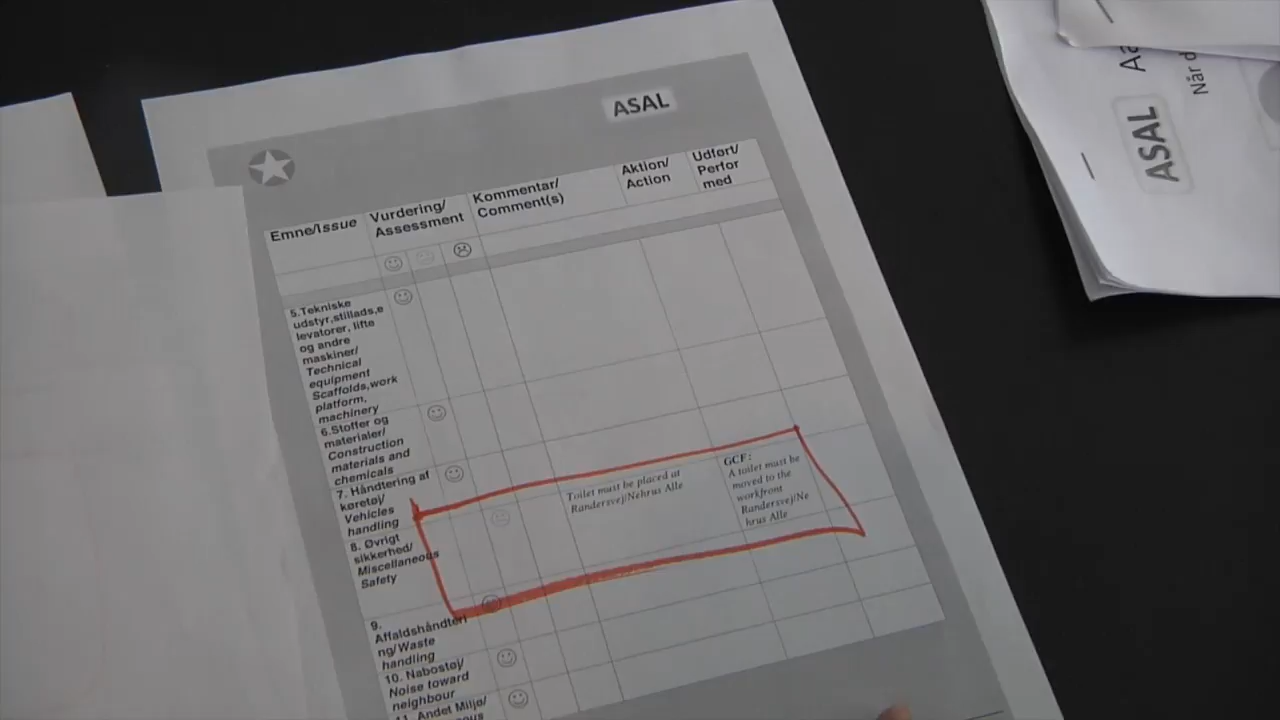 ASAL
Emne/Issue
Vurdering/
Assessment
Kommentar/
Comment(s)
Aktion/
Action
Udført/
Perfor
med
5.Tekniske
udstyr,stillads,e
levatorer, lifte
og andre
maskiner/
Technical
equipment
Scaffolds,work
platform,
machinery
6.Stoffer og
materialer/
Construction
materials and
chemicals
7. Håndtering af
køretøj/
Vehicles
handling
8. Øvrigt
sikkerhed/
Miscellaneous
Safety
Toilet must be placed at
Randersvej/Nehrus Alle
GCF:
A toilet must be
moved to the
workfront
Randersvej/Ne
hrus Alle
9.
Affaldshåndteri
ng/Waste
handling
10. Nabostøj/
Noise toward
neighbour
11. Andet Miljø/
ASAL
Når d